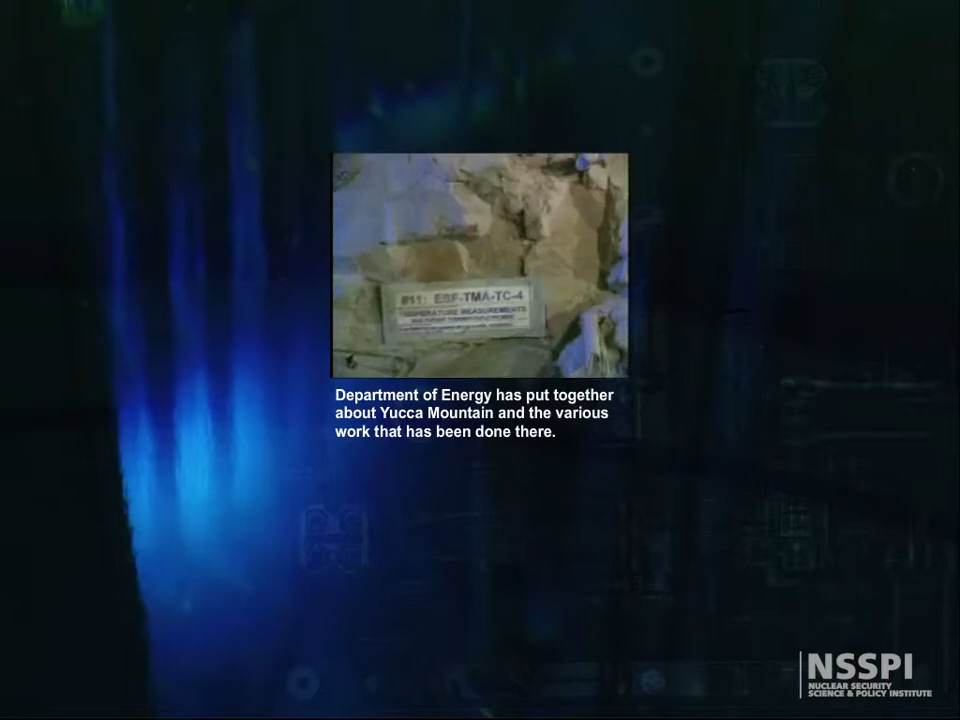 #11: ESF-TMA-TC-4
TEMPERATURE MEASUREMENTS
Department of Energy has put together
about Yucca Mountain and the various
work that has been done there.
NSSPI
NUCLEAR SECURITY
SCIENCE & POLICY INSTITUTE